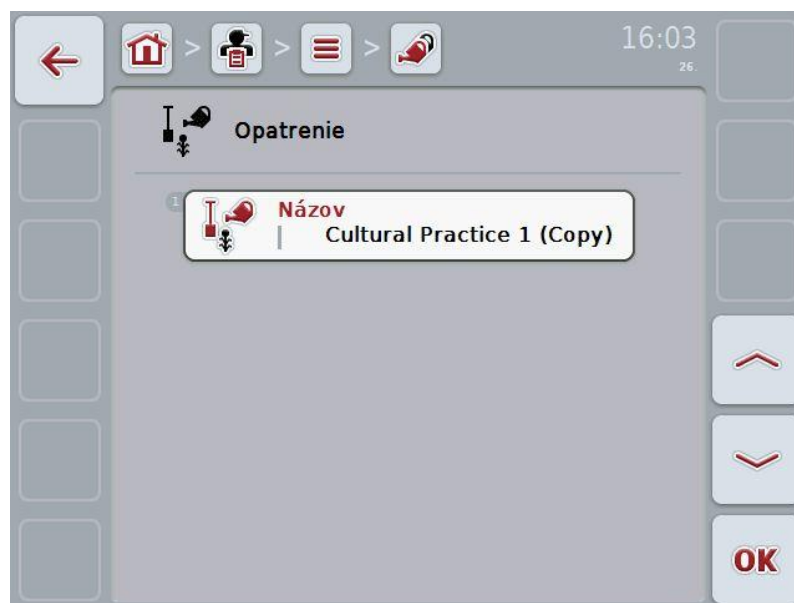 > > >
16:03
26.
Opatrenie
1
Názov
Cultural Practice 1 (Copy)
OK